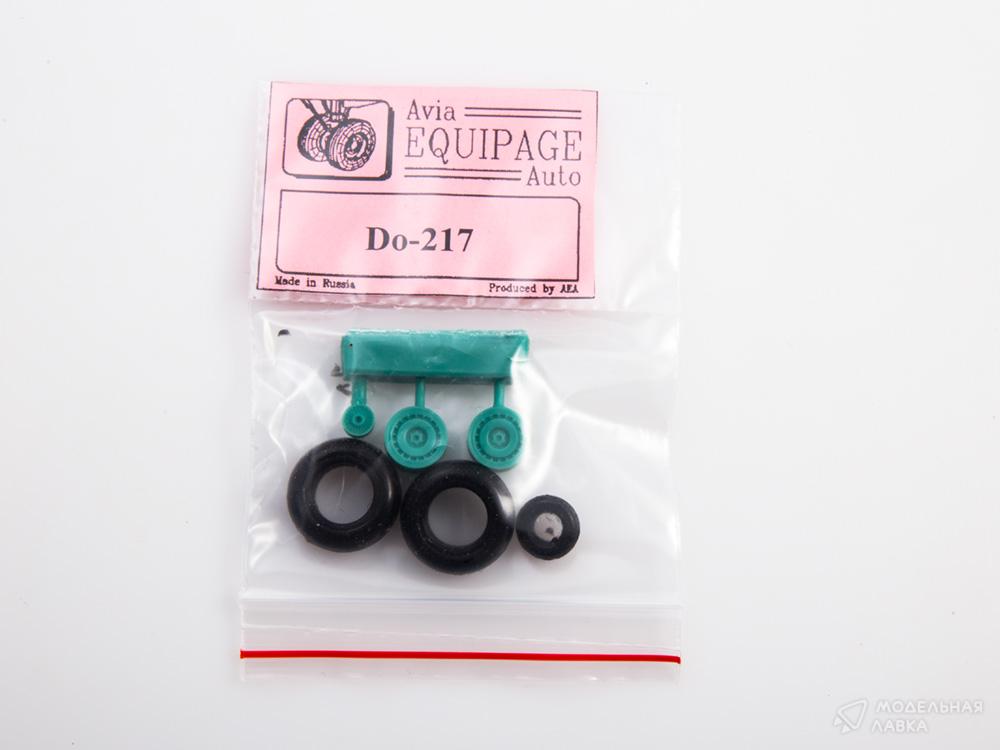 Avia
EQUIPAGE
Auto
Do-217
Made in Russia
Produced by AEA
МОДЕЛЬНАЯ
ЛАВКА